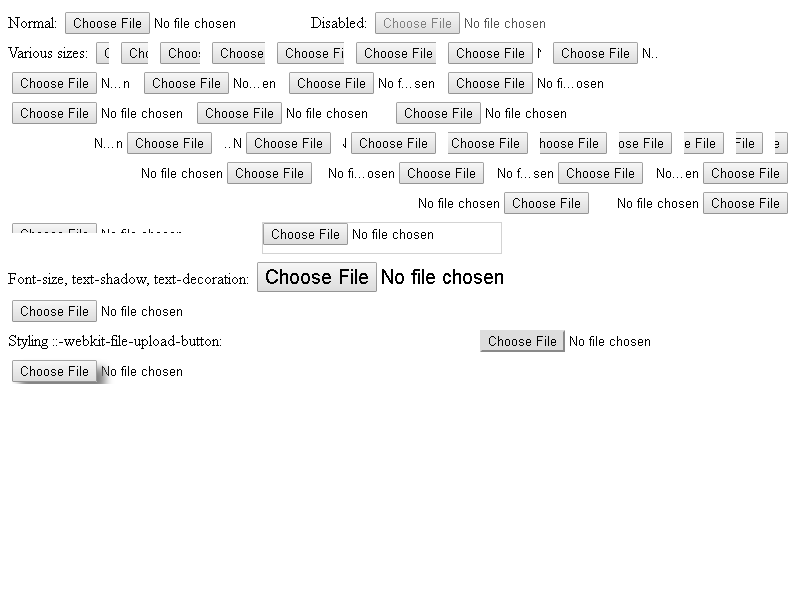 Normal: Choose File No file chosen Disabled: Choose File No file chosen
Various sizes: Cho Choos Choose Choose Fi Choose File Choose File Choose File N..
Choose File N...n Choose File No...en Choose File No f...sen Choose File No fi...osen
Choose File No file chosen Choose File No file chosen Choose File No file chosen
N...n Choose File ..N Choose File Choose File Choose File hoose File ose File e File File e
No file chosen Choose File No fi...osen Choose File No f...sen Choose File No...en Choose File
No file chosen Choose File No file chosen Choose File
Choose File No file chosen Choose File No file chosen
Font-size, text-shadow, text-decoration: Choose File No file chosen
Choose File No file chosen
Styling ::-webkit-file-upload-button: Choose File No file chosen
Choose File No file chosen